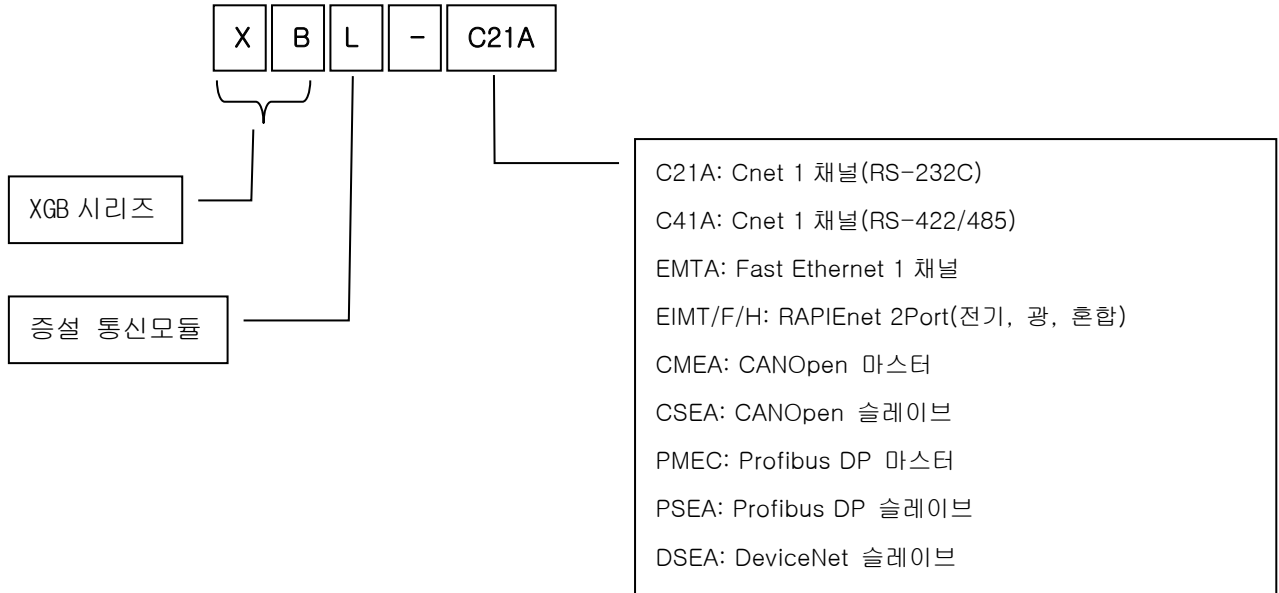 X B L - C21A
C21A: Cnet 1 채널(RS-232C)
C41A: Cnet 1 채널(RS-422/485)
EMTA: Fast Ethernet 1 채널
EIMT/F/H: RAPIEnet 2Port(전기, 광, 혼합)
CMEA: CANOpen 마스터
CSEA: CANOpen 슬레이브
PMEC: Profibus DP 마스터
PSEA: Profibus DP 슬레이브
DSEA: DeviceNet 슬레이브
XGB 시리즈
증설 통신모듈